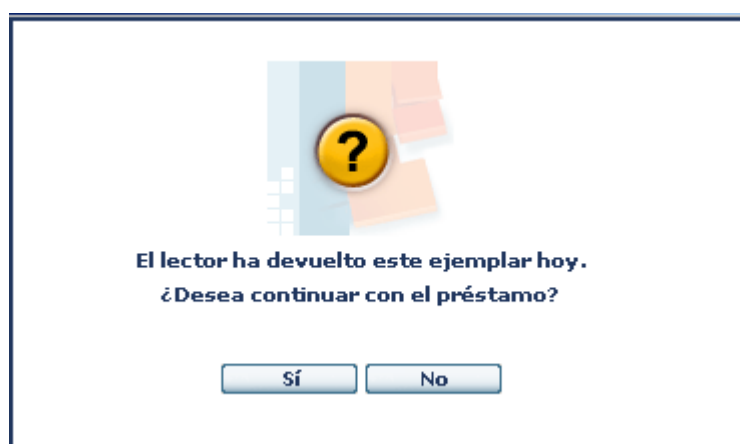 ?
El lector ha devuelto este ejemplar hoy.
¿Desea continuar con el préstamo?
Sí No